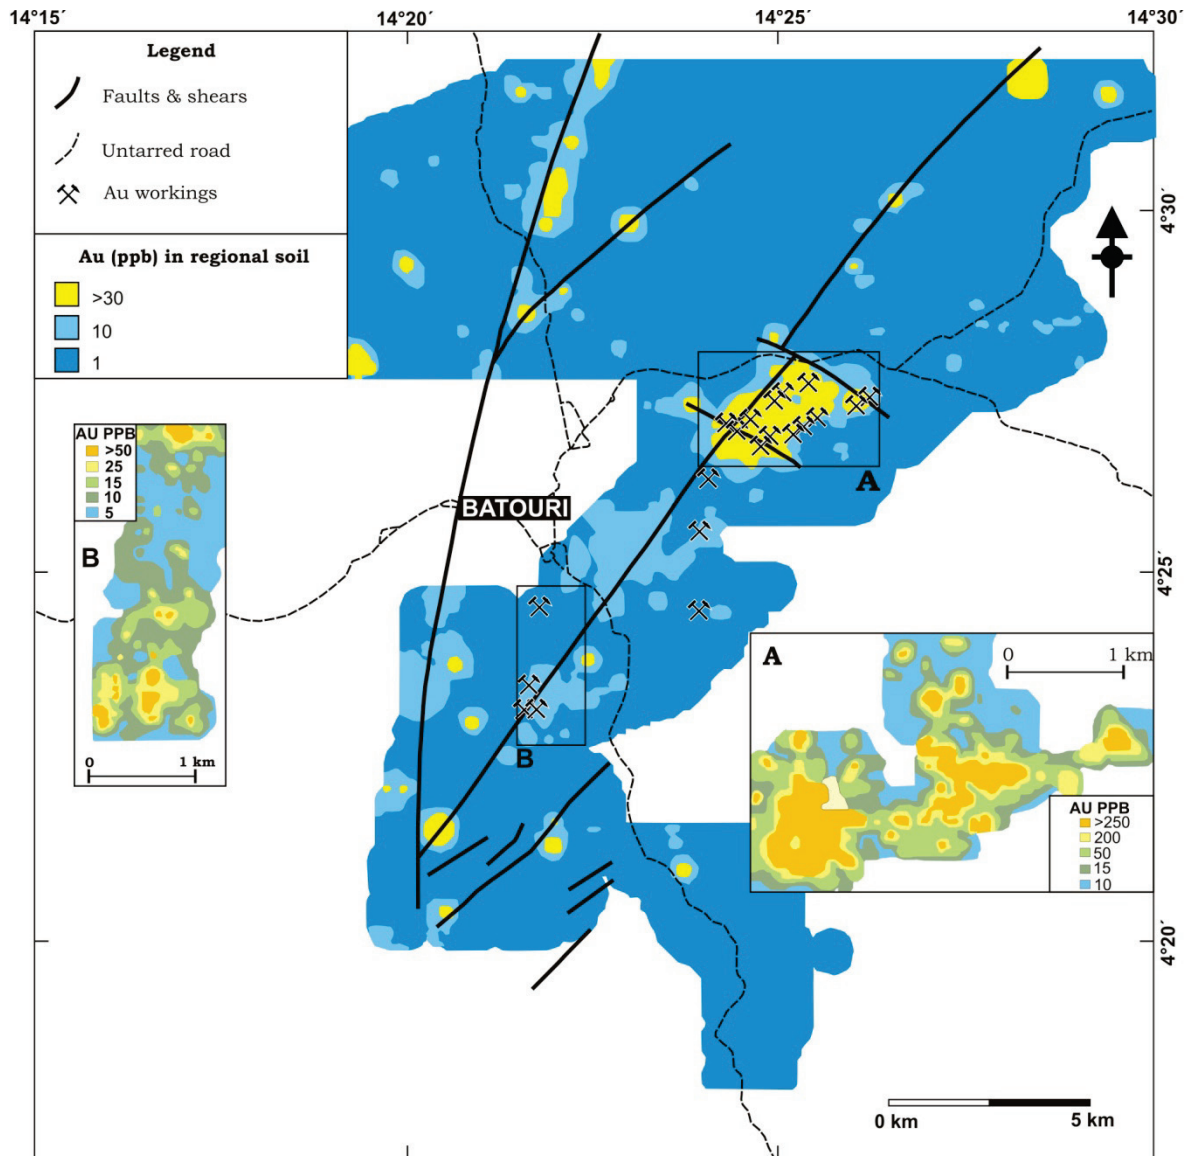 14°15´ 14°20´ 14°25´ 14°30´
Legend
Faults & shears
Untarred road
Au workings
Au (ppb) in regional soil
>30
10
1
4°30´
A
AU PPB
>50
25
15
10
5
B
0 1 km
BATOURI
4°25´
B
A
0 1 km
AU PPB
>250
200
50
15
10
4°20´
0 km 5 km